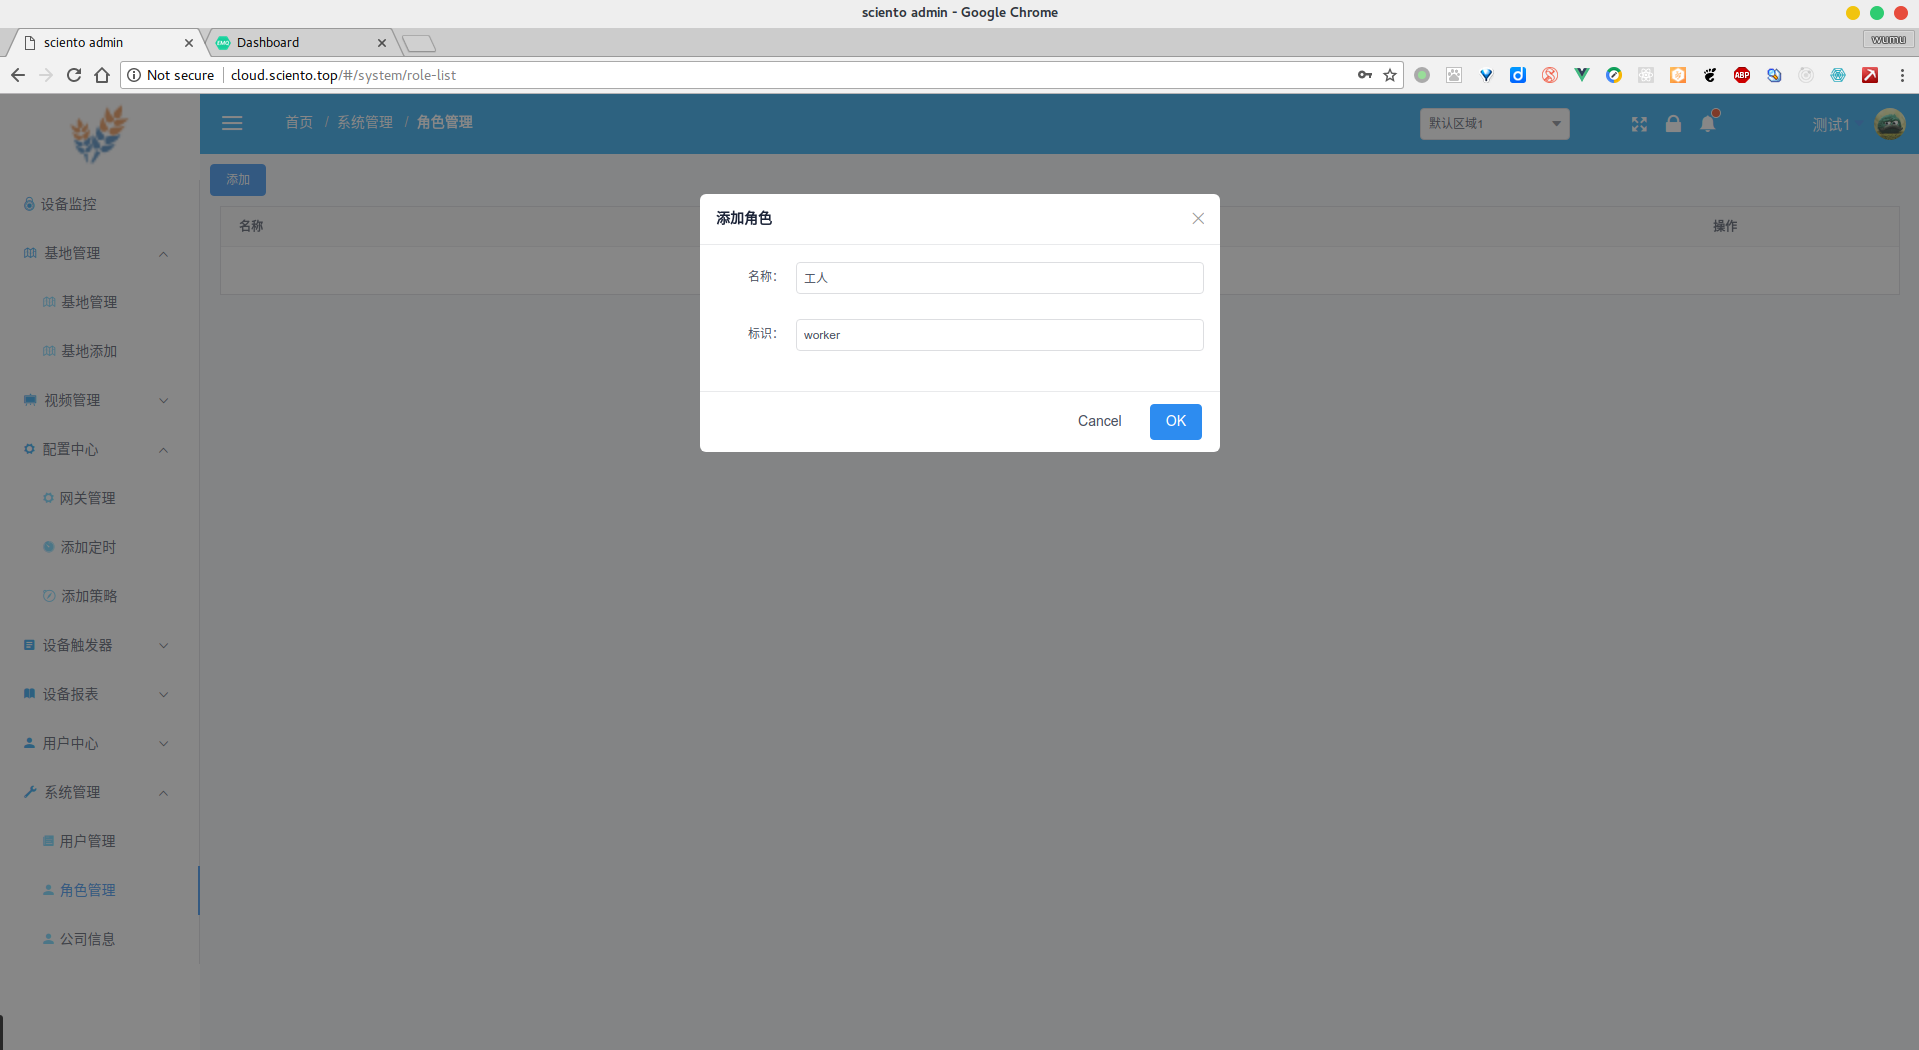 sciento admin - Google Chrome
sciento admin
Dashboard
wumu
Not secure
cloud.sciento.top/#/system/role-list
首页 / 系统管理 / 角色管理
默认区域1
测试1
添加
设备监控
基地管理
基地管理
基地添加
视频管理
配置中心
网关管理
添加定时
添加策略
设备触发器
设备报表
用户中心
系统管理
用户管理
角色管理
公司信息
名称
操作
添加角色
名称:
工人
标识:
worker
Cancel
OK
ABP